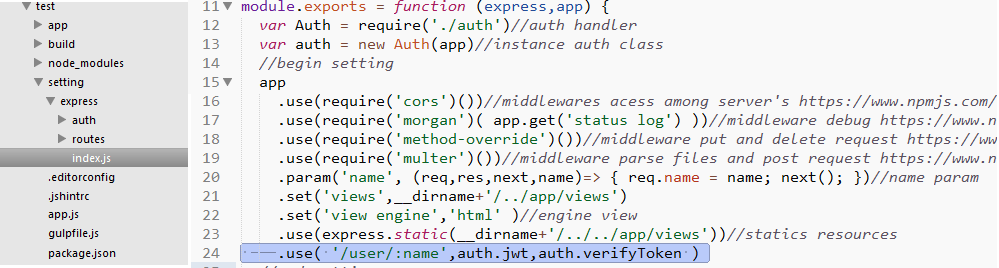 test
app
build
node_modules
setting
express
auth
routes
index.js
.editorconfig
.jshintrc
app.js
gulpfile.js
package.json
11 module.exports = function (express,app) {
12 var Auth = require('./auth')//auth handler
13 var auth = new Auth(app)//instance auth class
14 //begin setting
15 app
16 .use(require('cors')())//middlewares acess among server's https://www.npmjs.com/
17 .use(require('morgan')( app.get('status log') ))//middleware debug https://www.n
18 .use(require('method-override')())//middleware put and delete request https://ww
19 .use(require('multer')())//middleware parse files and post request https://www.n
20 .param('name', (req,res,next,name)=> { req.name = name; next(); })//name param
21 .set('views',__dirname+'/../app/views')
22 .set('view engine','html' )//engine view
23 .use(express.static(__dirname+'/../../app/views'))//statics resources
24 .use( '/user/:name',auth.jwt,auth.verifyToken )